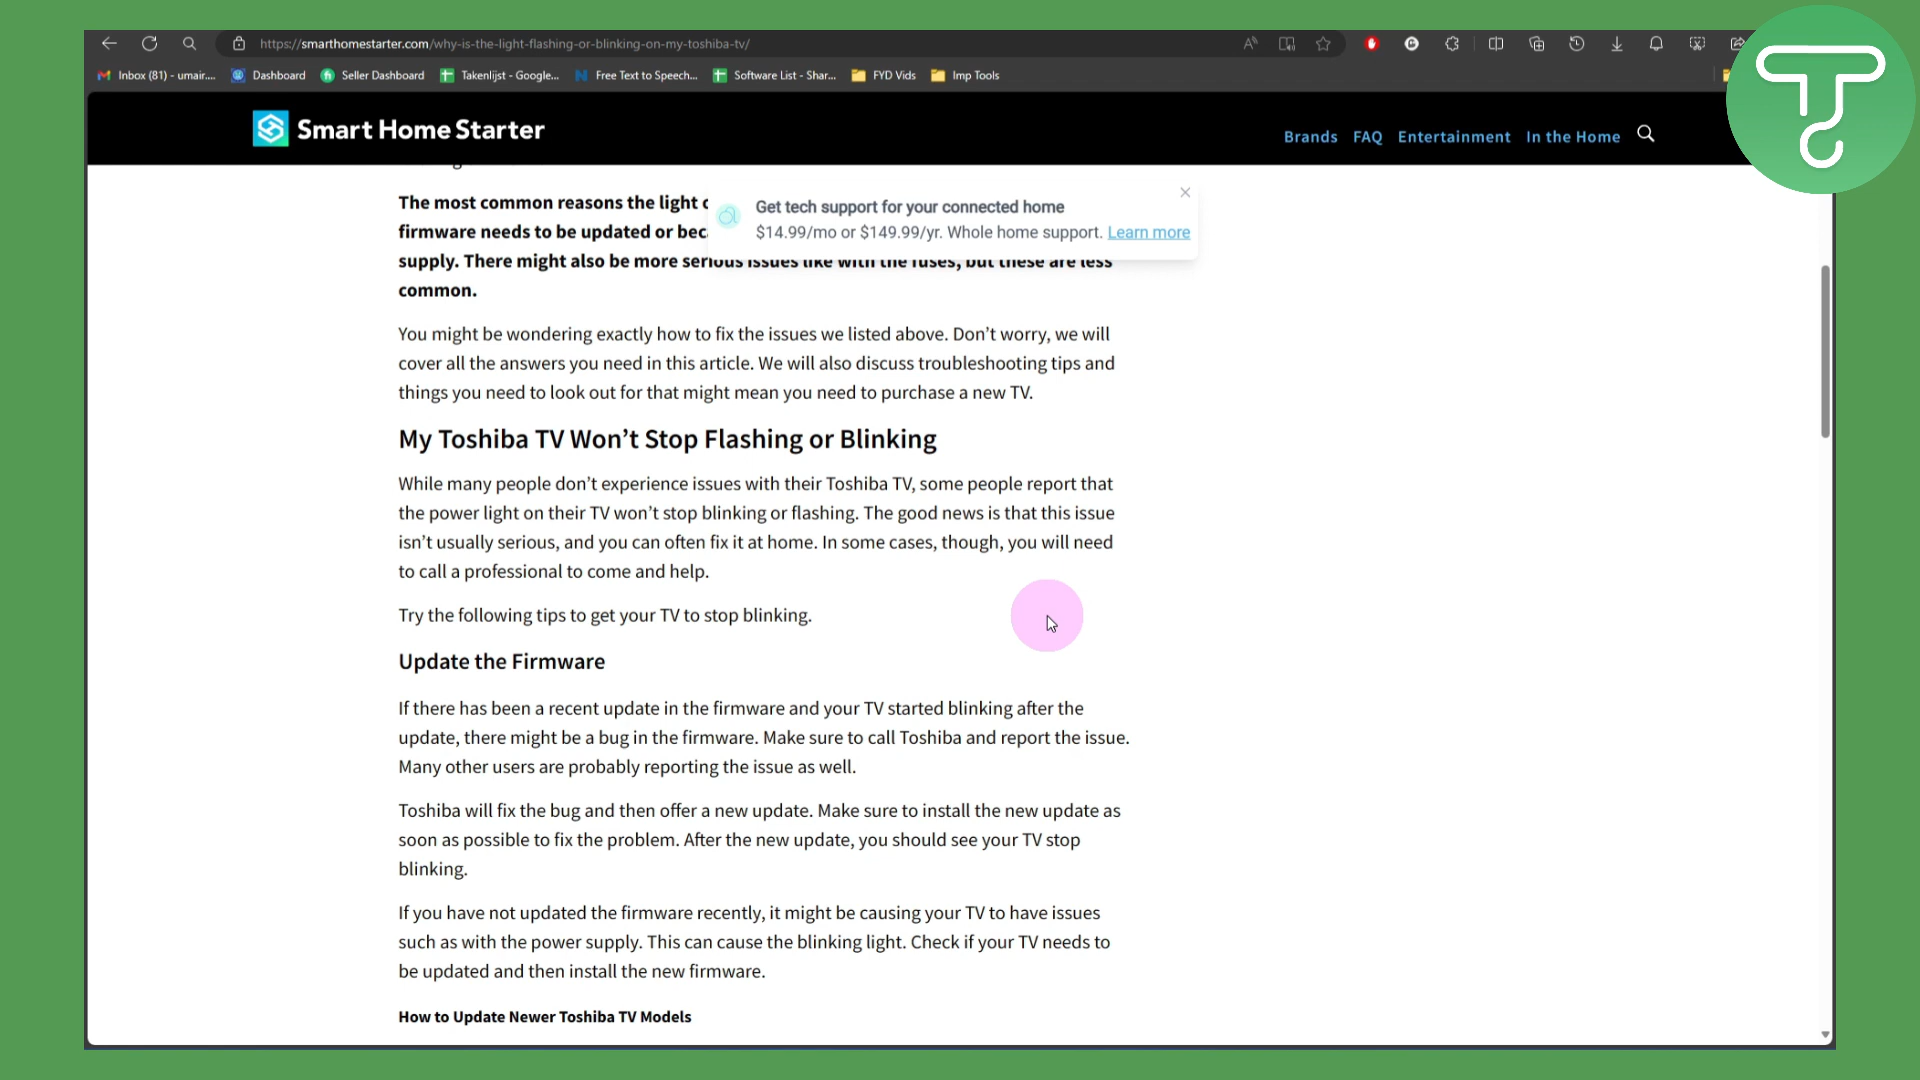 https://smarthomestarter.com/why-is-the-light-flashing-or-blinking-on-my-toshiba-tv/
Inbox (81) - umair.... Dashboard Seller Dashboard Takenlijst - Google... Free Text to Speech... Software List - Shar... FYD Vids Imp Tools
Smart Home Starter
Brands FAQ Entertainment In the Home
The most common reasons the light
Get tech support for your connected home
firmware needs to be updated or
$14.99/mo or $149.99/yr. Whole home support. Learn more
supply. There might also be more serious issues like with the fuses, but these are less
common.
You might be wondering exactly how to fix the issues we listed above. Don’t worry, we will
cover all the answers you need in this article. We will also discuss troubleshooting tips and
things you need to look out for that might mean you need to purchase a new TV.
My Toshiba TV Won’t Stop Flashing or Blinking
While many people don’t experience issues with their Toshiba TV, some people report that
the power light on their TV won’t stop blinking or flashing. The good news is that this issue
isn’t usually serious, and you can often fix it at home. In some cases, though, you will need
to call a professional to come and help.
Try the following tips to get your TV to stop blinking.
Update the Firmware
If there has been a recent update in the firmware and your TV started blinking after the
update, there might be a bug in the firmware. Make sure to call Toshiba and report the issue.
Many other users are probably reporting the issue as well.
Toshiba will fix the bug and then offer a new update. Make sure to install the new update as
soon as possible to fix the problem. After the new update, you should see your TV stop
blinking.
If you have not updated the firmware recently, it might be causing your TV to have issues
such as with the power supply. This can cause the blinking light. Check if your TV needs to
be updated and then install the new firmware.
How to Update Newer Toshiba TV Models